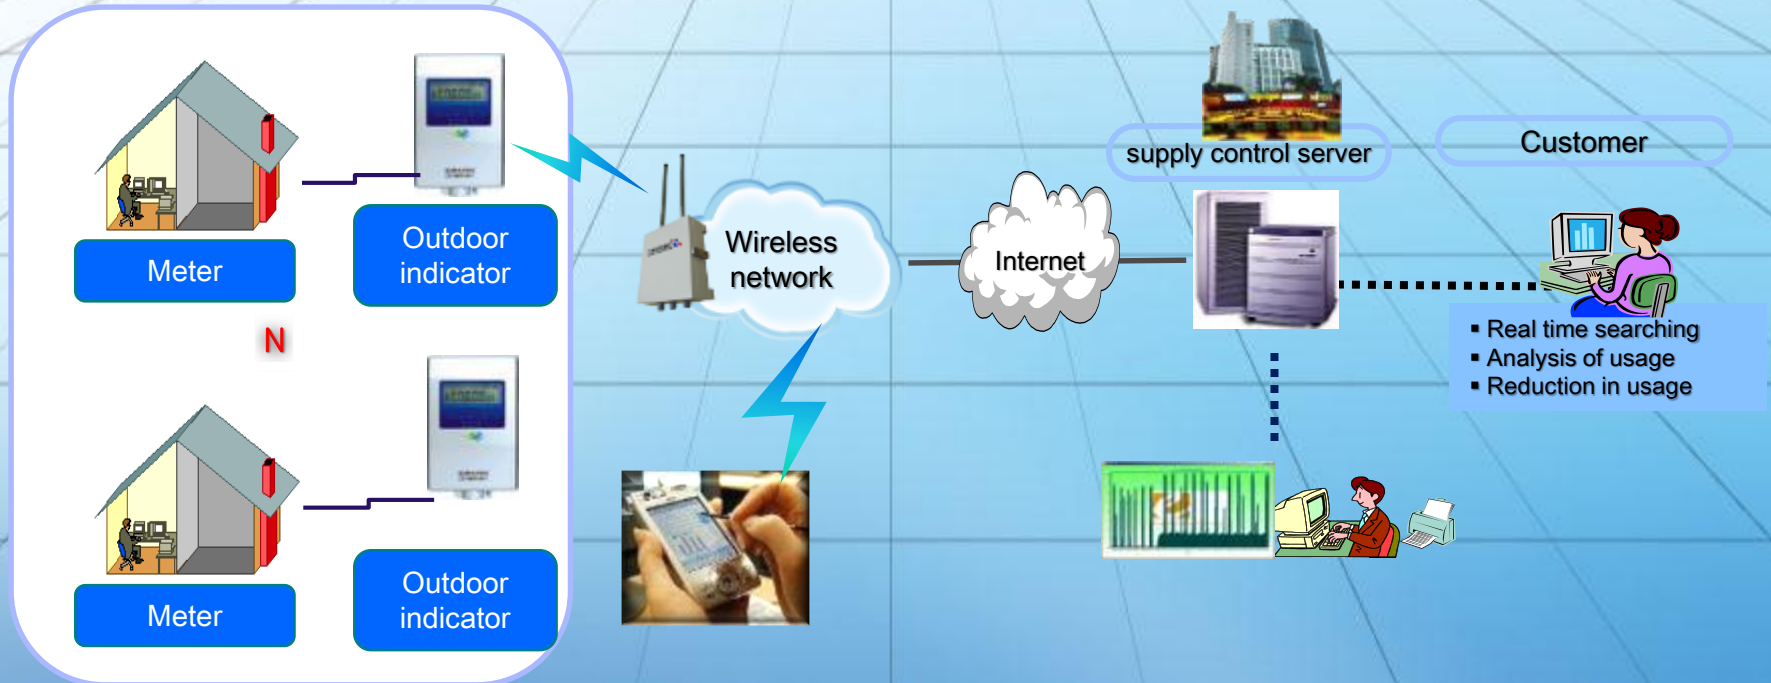 Meter
Outdoor
indicator
N
Meter
Outdoor
indicator
Wireless
network
Internet
supply control server
Customer
▪ Real time searching
▪ Analysis of usage
▪ Reduction in usage